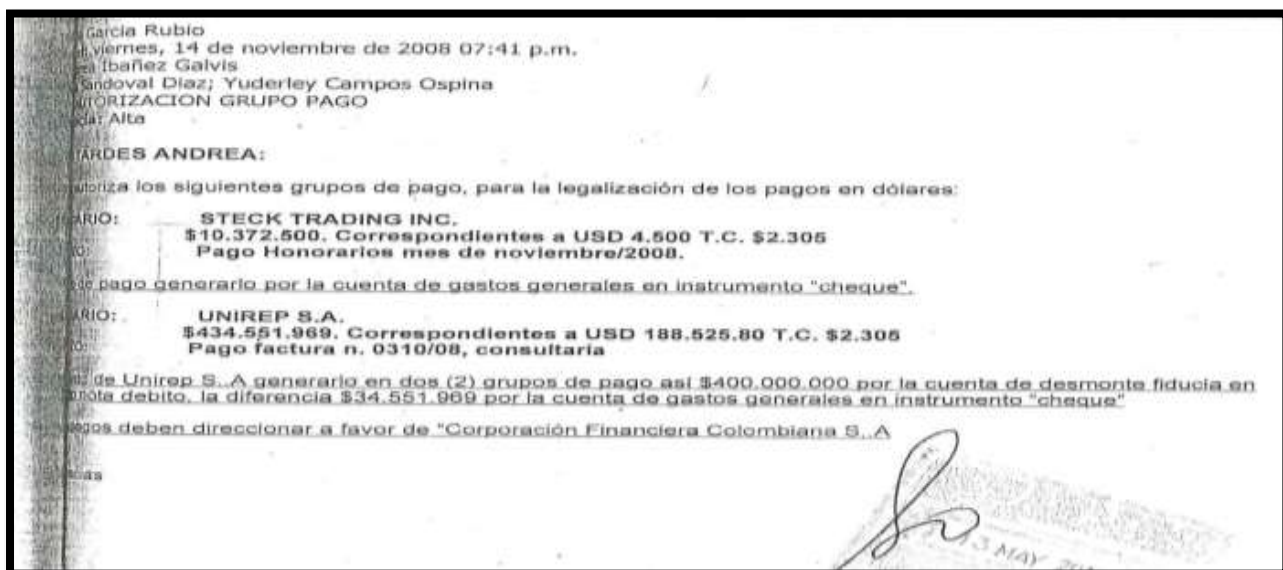 García Rubio
viernes, 14 de noviembre de 2008 07:41 p.m.
Ibañez Galvis
Sandoval Diaz; Yuderley Campos Ospina
AUTORIZACION GRUPO PAGO
Alta
TARDES ANDREA:
los siguientes grupos de pago, para la legalización de los pagos en dólares:
STECK TRADING INC.
$10.372.500. Correspondientes a USD 4.500 T.C. $2.305
Pago Honorarios mes de noviembre/2008.
pago generarlo por la cuenta de gastos generales en instrumento "cheque".
UNIREP S.A.
$434.551.969. Correspondientes a USD 188.525.80 T.C. $2.305
Pago factura n. 0310/08, consultaria
de Unirep S..A generarlo en dos (2) grupos de pago asi $400.000.000 por la cuenta de desmonte fiducia en
nota debito, la diferencia $34.551.969 por la cuenta de gastos generales en instrumento "cheque"
deben direccionar a favor de "Corporación Financiera Colombiana S..A
13 MAY